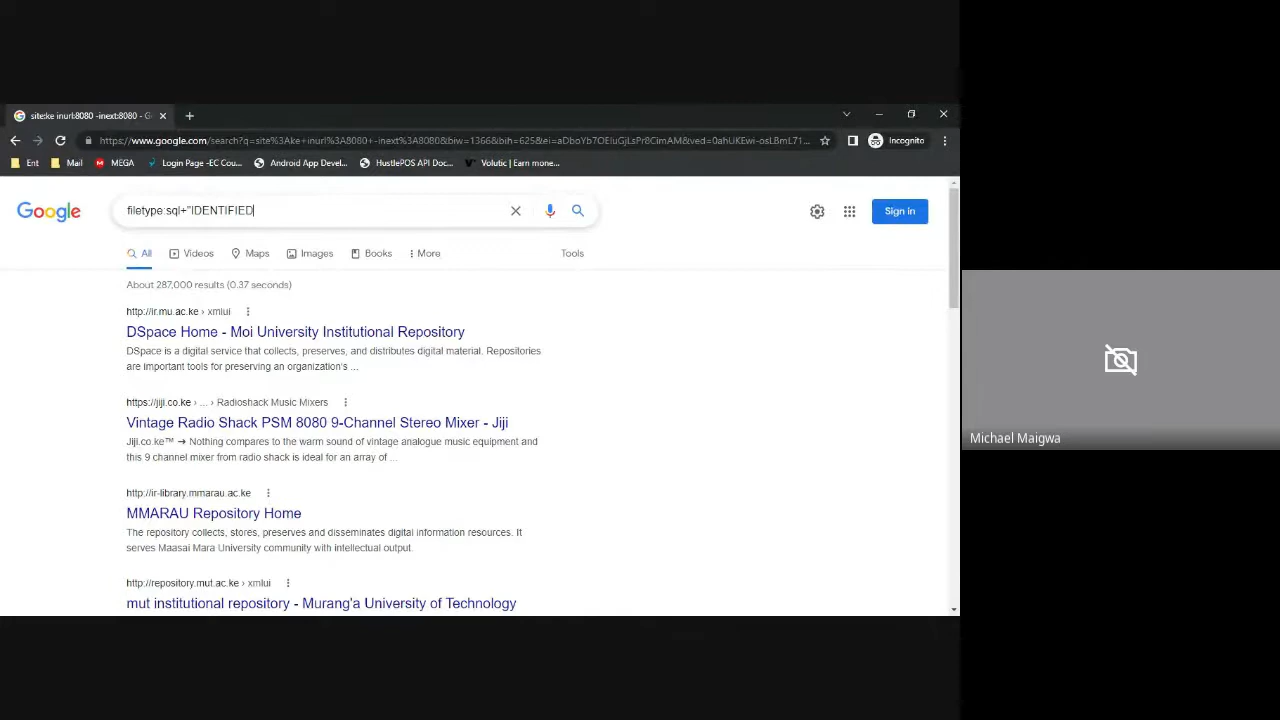 site:ke inurl:8080 -inext:8080 - G
https://www.google.com/search?q=site%3Ake+inurl%3A8080+-inext%3A8080&biw=1366&bih=625&ei=aDboYb7OEIuGjLsPr8CimAM&ved=0ahUKEwi-osLBmL71...
Incognito
Ent
Mail
MEGA
Login Page -EC Cou...
Android App Devel...
HustlePOS API Doc...
Volutic | Earn mone...
Google
filetype:sql+"IDENTIFIED
Sign in
All
Videos
Maps
Images
Books
More
Tools
About 287,000 results (0.37 seconds)
http://ir.mu.ac.ke › xmlui
DSpace Home - Moi University Institutional Repository
DSpace is a digital service that collects, preserves, and distributes digital material. Repositories
are important tools for preserving an organization's ...
https://jiji.co.ke › ... › Radioshack Music Mixers
Vintage Radio Shack PSM 8080 9-Channel Stereo Mixer - Jiji
Jiji.co.ke™ ➔ Nothing compares to the warm sound of vintage analogue music equipment and
this 9 channel mixer from radio shack is ideal for an array of ...
http://ir-library.mmarau.ac.ke
MMARAU Repository Home
The repository collects, stores, preserves and disseminates digital information resources. It
serves Maasai Mara University community with intellectual output.
http://repository.mut.ac.ke › xmlui
mut institutional repository - Murang'a University of Technology
Michael Maigwa